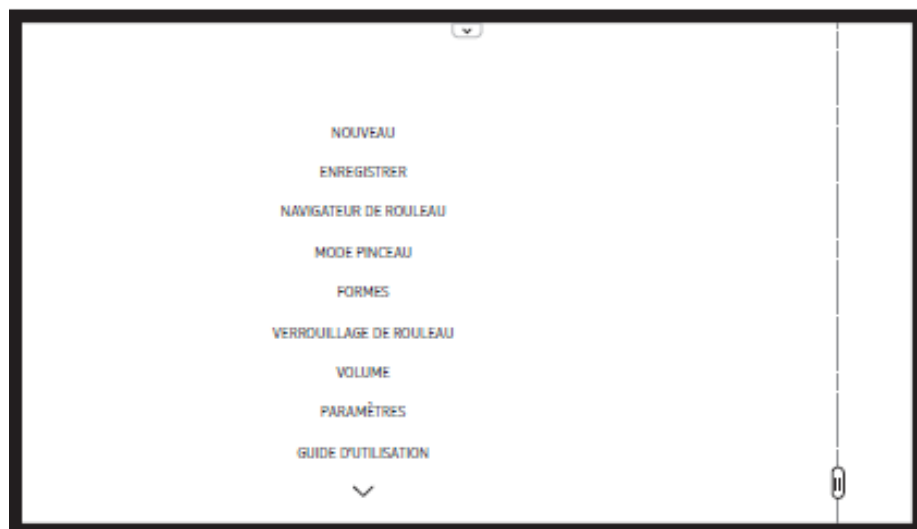 NOUVEAU
ENREGISTRER
NAVIGATEUR DE ROULEAU
MODE PINCEAU
FORMES
VERROUILLAGE DE ROULEAU
VOLUME
PARAMÈTRES
GUIDE D'UTILISATION